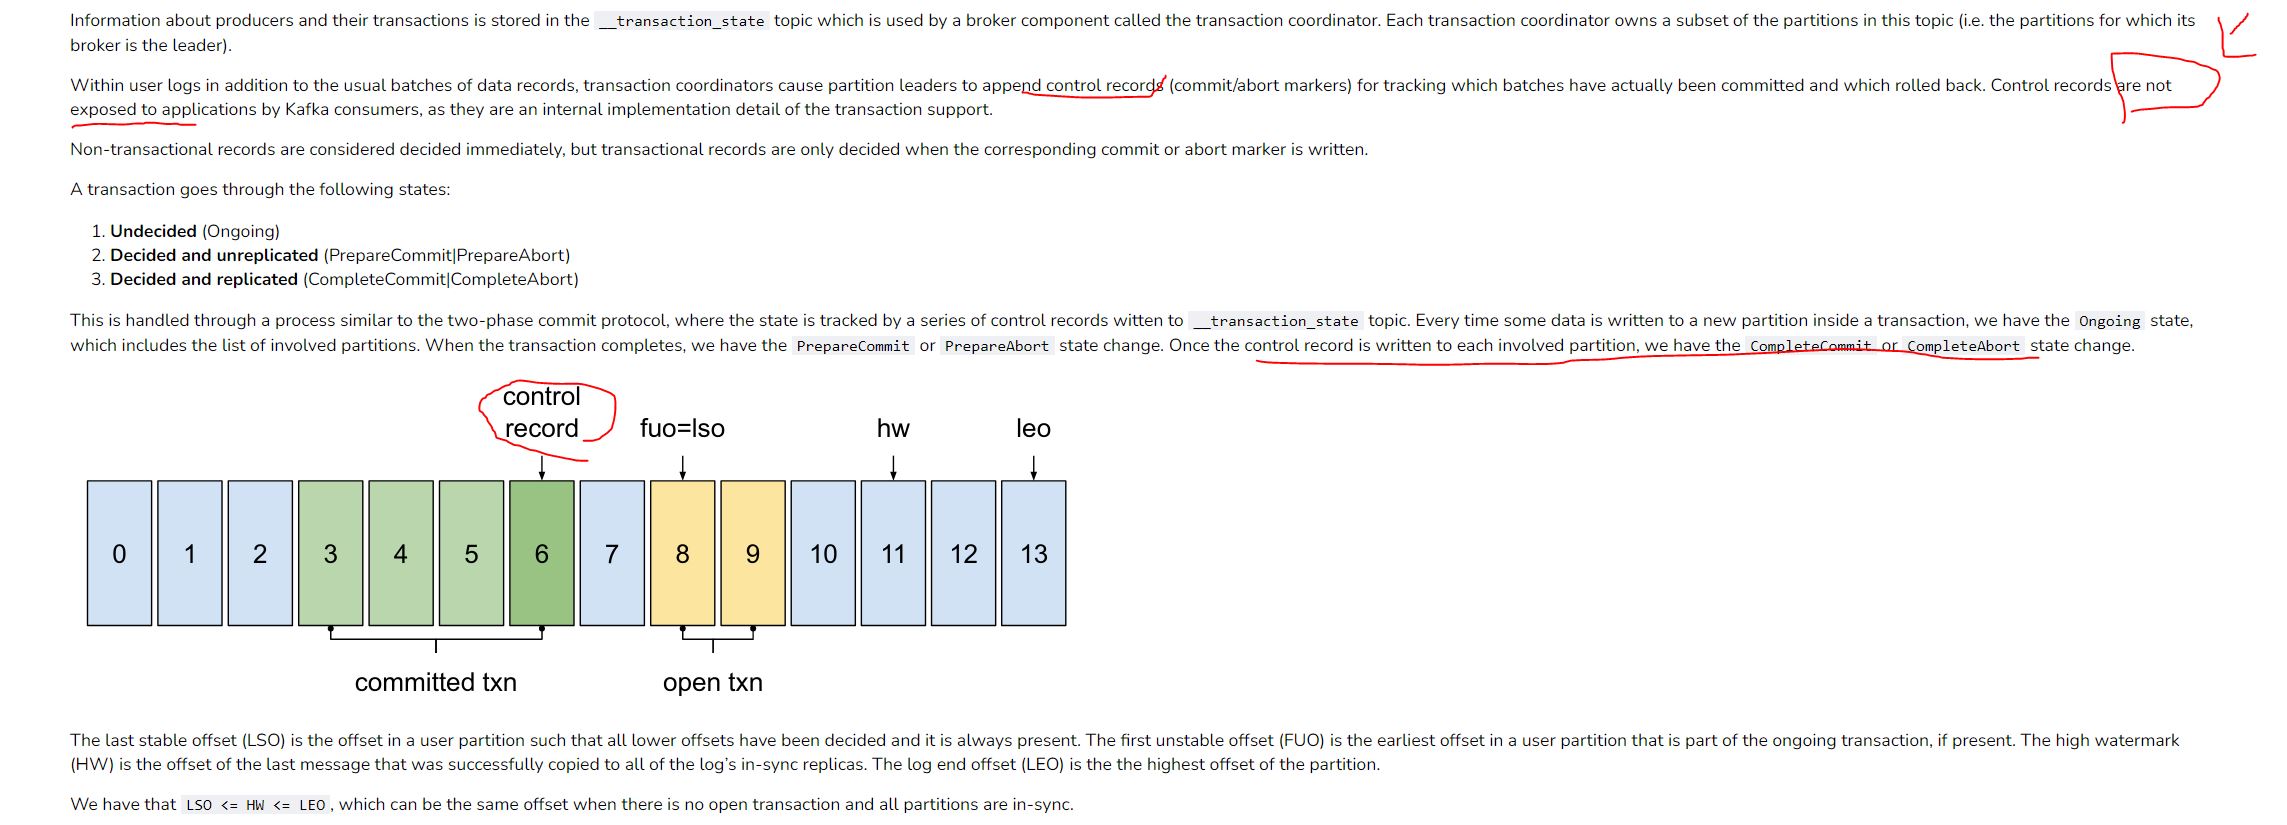 Information about producers and their transactions is stored in the __transaction_state topic which is used by a broker component called the transaction coordinator. Each transaction coordinator owns a subset of the partitions in this topic (i.e. the partitions for which its
broker is the leader).
Within user logs in addition to the usual batches of data records, transaction coordinators cause partition leaders to append control records (commit/abort markers) for tracking which batches have actually been committed and which rolled back. Control records are not
exposed to applications by Kafka consumers, as they are an internal implementation detail of the transaction support.
Non-transactional records are considered decided immediately, but transactional records are only decided when the corresponding commit or abort marker is written.
A transaction goes through the following states:
1. Undecided (Ongoing)
2. Decided and unreplicated (PrepareCommit|PrepareAbort)
3. Decided and replicated (CompleteCommit|CompleteAbort)
This is handled through a process similar to the two-phase commit protocol, where the state is tracked by a series of control records witten to __transaction_state topic. Every time some data is written to a new partition inside a transaction, we have the Ongoing state,
which includes the list of involved partitions. When the transaction completes, we have the PrepareCommit or PrepareAbort state change. Once the control record is written to each involved partition, we have the CompleteCommit or CompleteAbort state change.
control
record fuo=lso hw leo
0 1 2 3 4 5 6 7 8 9 10 11 12 13
committed txn open txn
The last stable offset (LSO) is the offset in a user partition such that all lower offsets have been decided and it is always present. The first unstable offset (FUO) is the earliest offset in a user partition that is part of the ongoing transaction, if present. The high watermark
(HW) is the offset of the last message that was successfully copied to all of the log's in-sync replicas. The log end offset (LEO) is the the highest offset of the partition.
We have that LSO <= HW <= LEO, which can be the same offset when there is no open transaction and all partitions are in-sync.